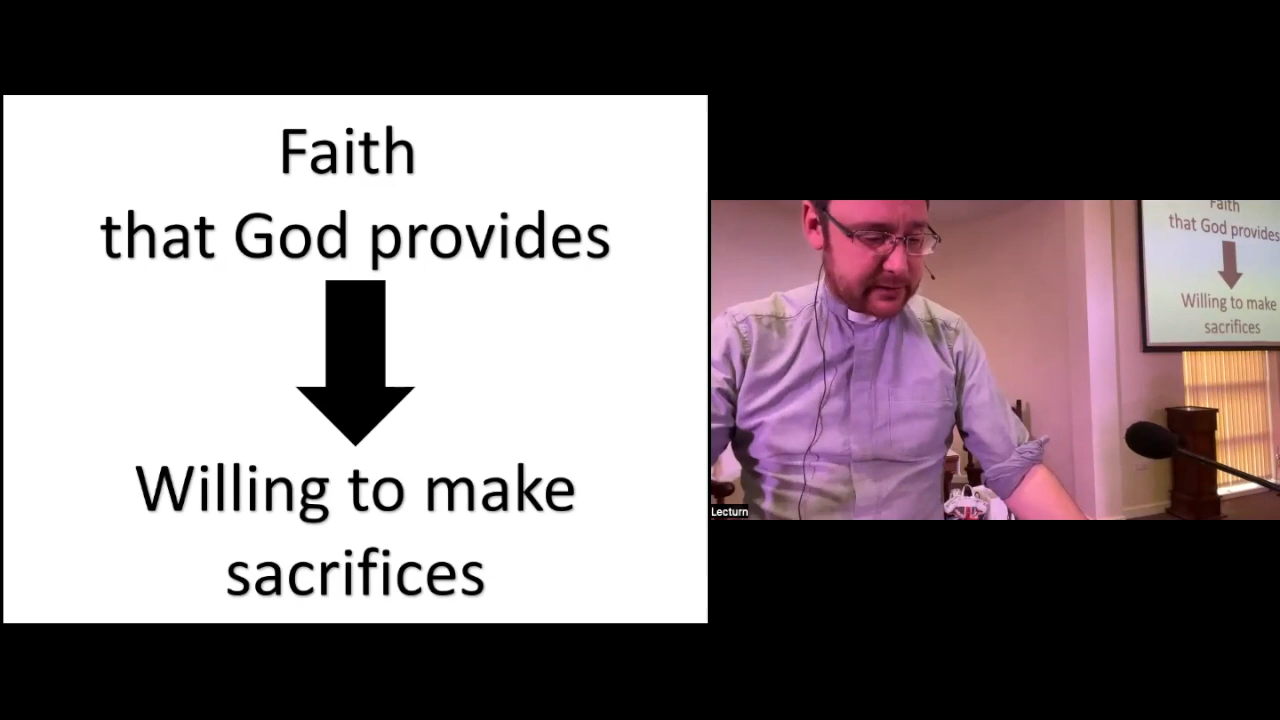 Faith
that God provides
Willing to make
sacrifices
Faith
that God provides
Willing to make
sacrifices
Lecturn